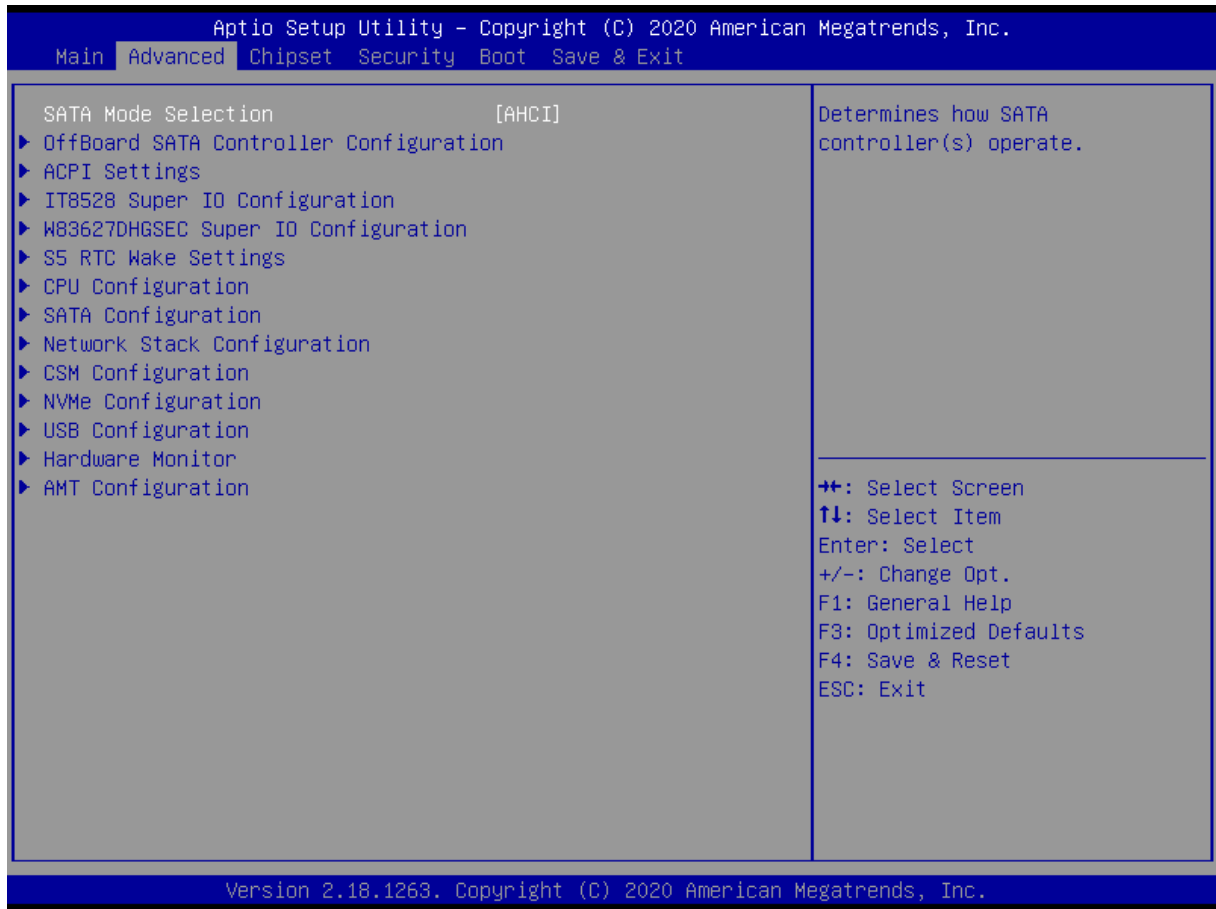 Aptio Setup Utility – Copyright (C) 2020 American Megatrends, Inc.
Main Advanced Chipset Security Boot Save & Exit
SATA Mode Selection [AHCI]
▶ OffBoard SATA Controller Configuration
▶ ACPI Settings
▶ IT8528 Super IO Configuration
▶ W83627DHGSEC Super IO Configuration
▶ S5 RTC Wake Settings
▶ CPU Configuration
▶ SATA Configuration
▶ Network Stack Configuration
▶ CSM Configuration
▶ NVMe Configuration
▶ USB Configuration
▶ Hardware Monitor
▶ AMT Configuration
Determines how SATA
controller(s) operate.
→←: Select Screen
↑↓: Select Item
Enter: Select
+/-: Change Opt.
F1: General Help
F3: Optimized Defaults
F4: Save & Reset
ESC: Exit
Version 2.18.1263. Copyright (C) 2020 American Megatrends, Inc.